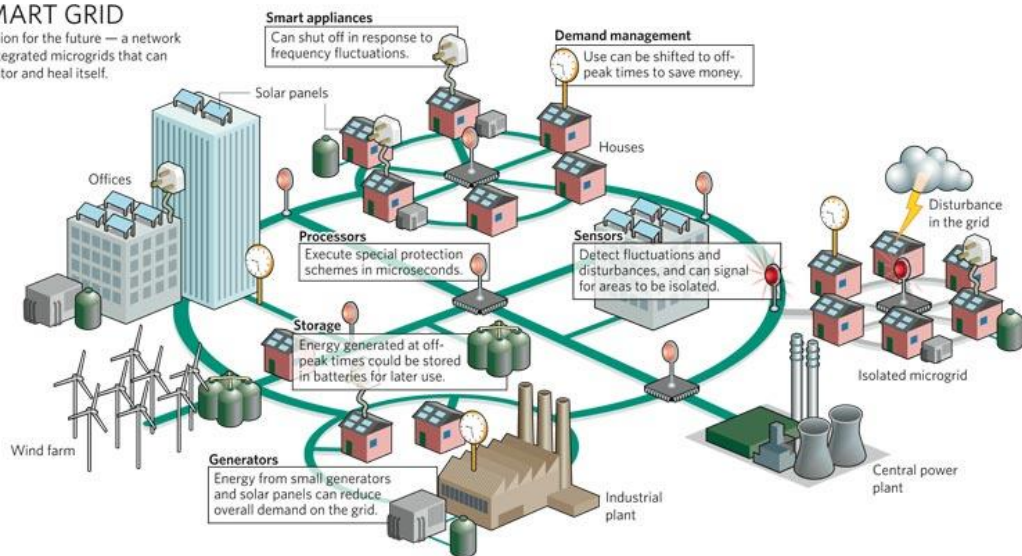 MART GRID
ion for the future — a network
tegrated microgrids that can
tor and heal itself.
Smart appliances
Can shut off in response to
frequency fluctuations.
Demand management
Use can be shifted to off-
peak times to save money.
Solar panels
Houses
Offices
Disturbance
in the grid
Processors
Execute special protection
schemes in microseconds.
Sensors
Detect fluctuations and
disturbances, and can signal
for areas to be isolated.
Storage
Energy generated at off-
peak times could be stored
in batteries for later use.
Isolated microgrid
Wind farm
Generators
Energy from small generators
and solar panels can reduce
overall demand on the grid.
Industrial
plant
Central power
plant